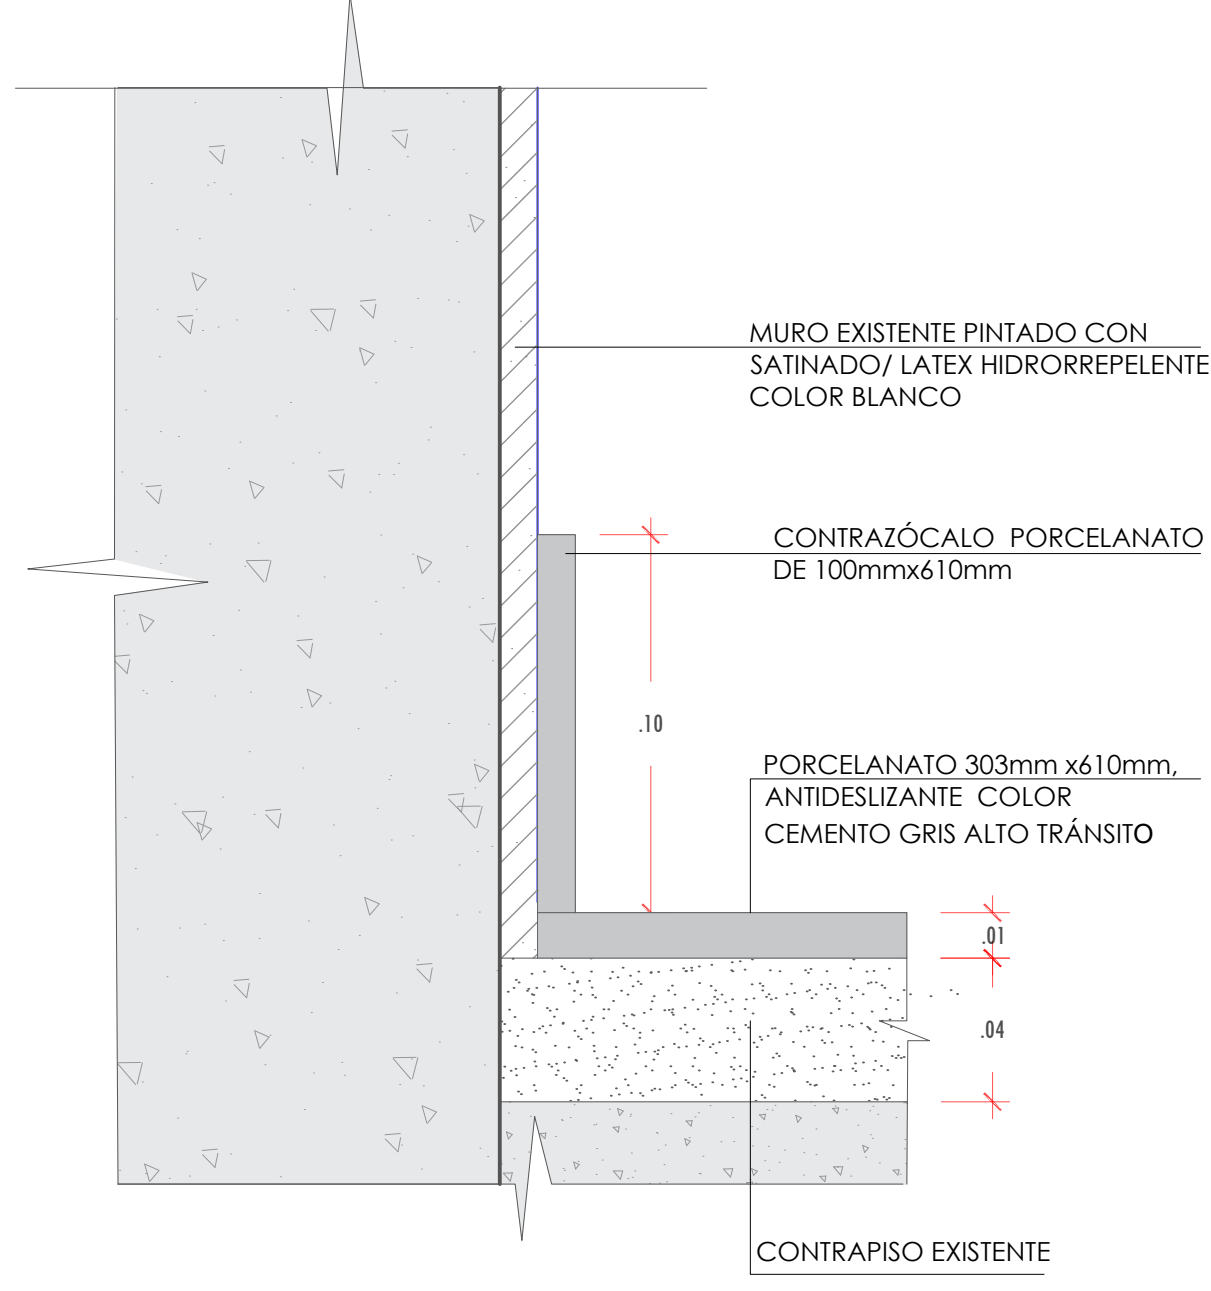 MURO EXISTENTE PINTADO CON
SATINADO/ LATEX HIDRORREPELENTE
COLOR BLANCO
CONTRAZÓCALO PORCELANATO
DE 100mmx610mm
.10
PORCELANATO 303mm x610mm,
ANTIDESLIZANTE COLOR
CEMENTO GRIS ALTO TRÁNSITO
.01
.04
CONTRAPISO EXISTENTE